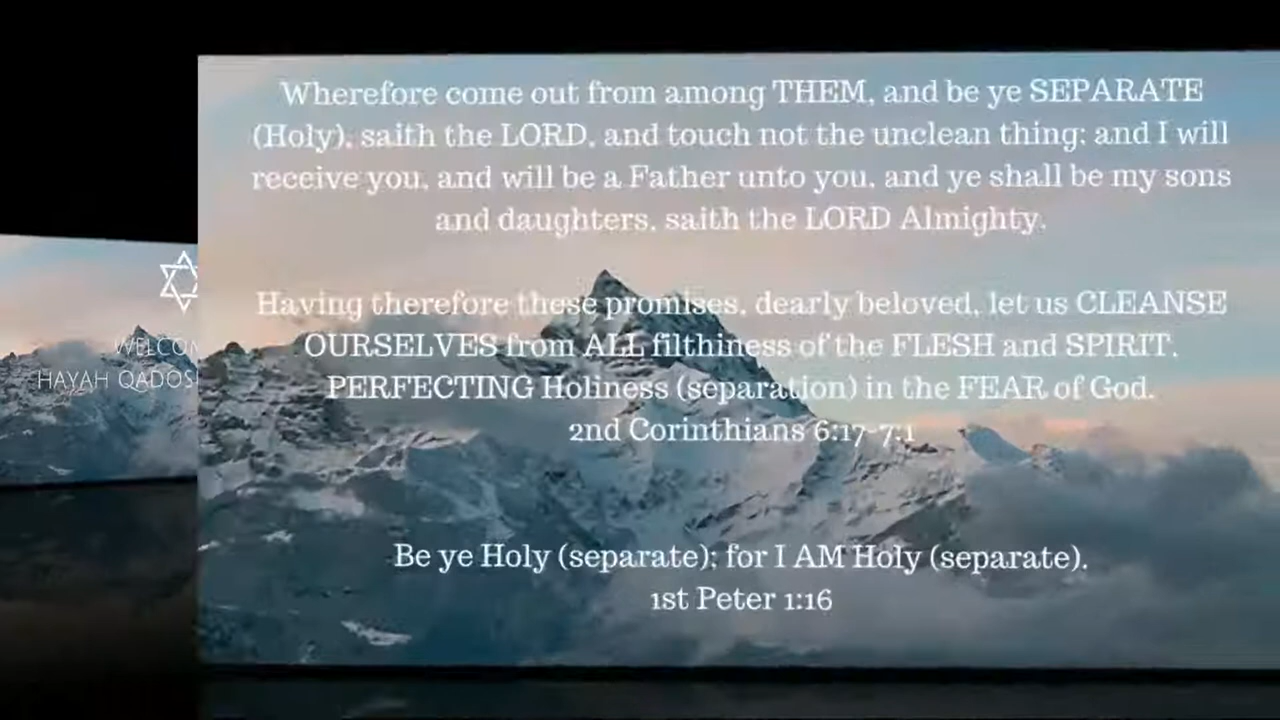 Wherefore come out from among THEM, and be ye SEPARATE
(Holy), saith the LORD, and touch not the unclean thing; and I will
receive you, and will be a Father unto you, and ye shall be my sons
and daughters, saith the LORD Almighty.
Having therefore these promises, dearly beloved, let us CLEANSE
OURSELVES from ALL filthiness of the FLESH and SPIRIT,
PERFECTING Holiness (separation) in the FEAR of God.
2nd Corinthians 6:17-7:1
Be ye Holy (separate); for I AM Holy (separate).
1st Peter 1:16
HAYAH